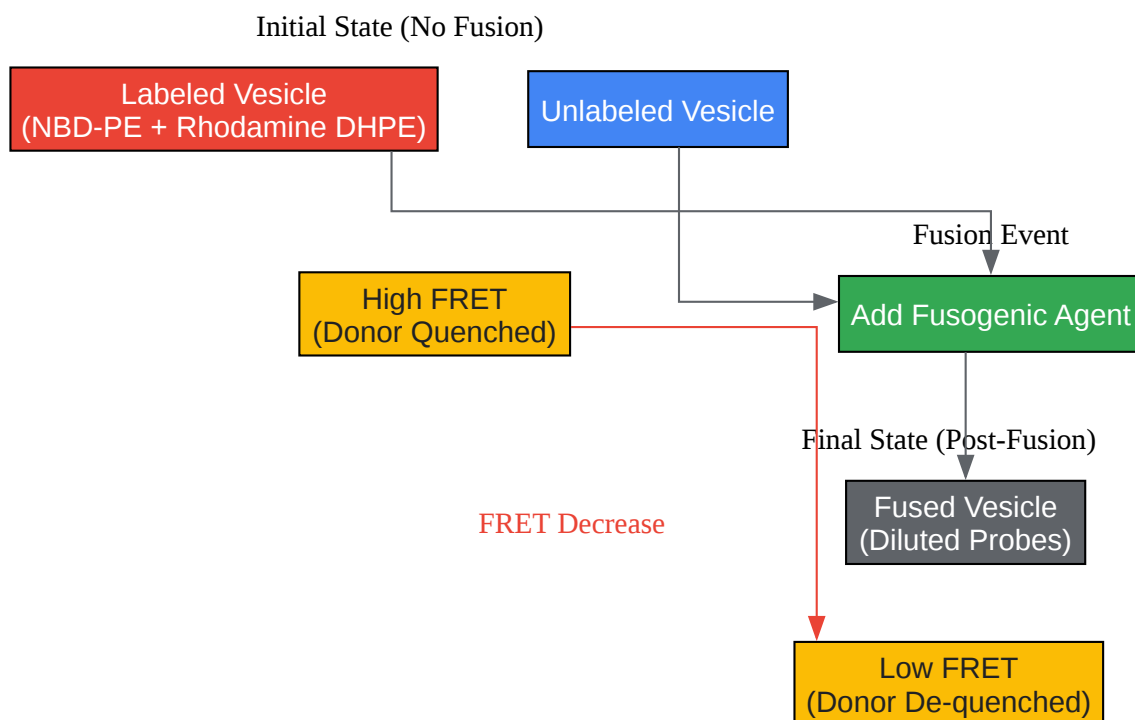 Initial State (No Fusion)
Labeled Vesicle
(NBD-PE + Rhodamine DHPE)
Unlabeled Vesicle
Fusion Event
High FRET
(Donor Quenched)
Add Fusogenic Agent
Final State (Post-Fusion)
Fused Vesicle
(Diluted Probes)
FRET Decrease
Low FRET
(Donor De-quenched)